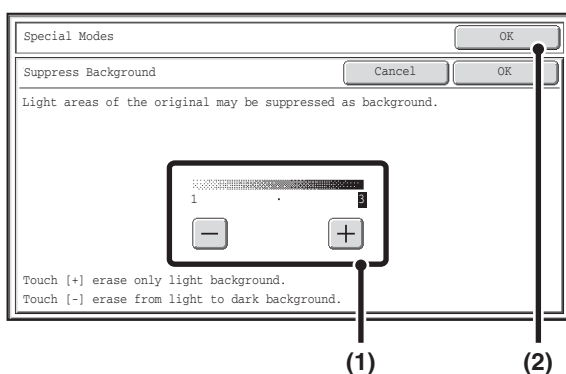 Special Modes OK
Suppress Background Cancel OK
Light areas of the original may be suppressed as background.
1 3
Touch [+] erase only light background.
Touch [-] erase from light to dark background.
(1) (2)